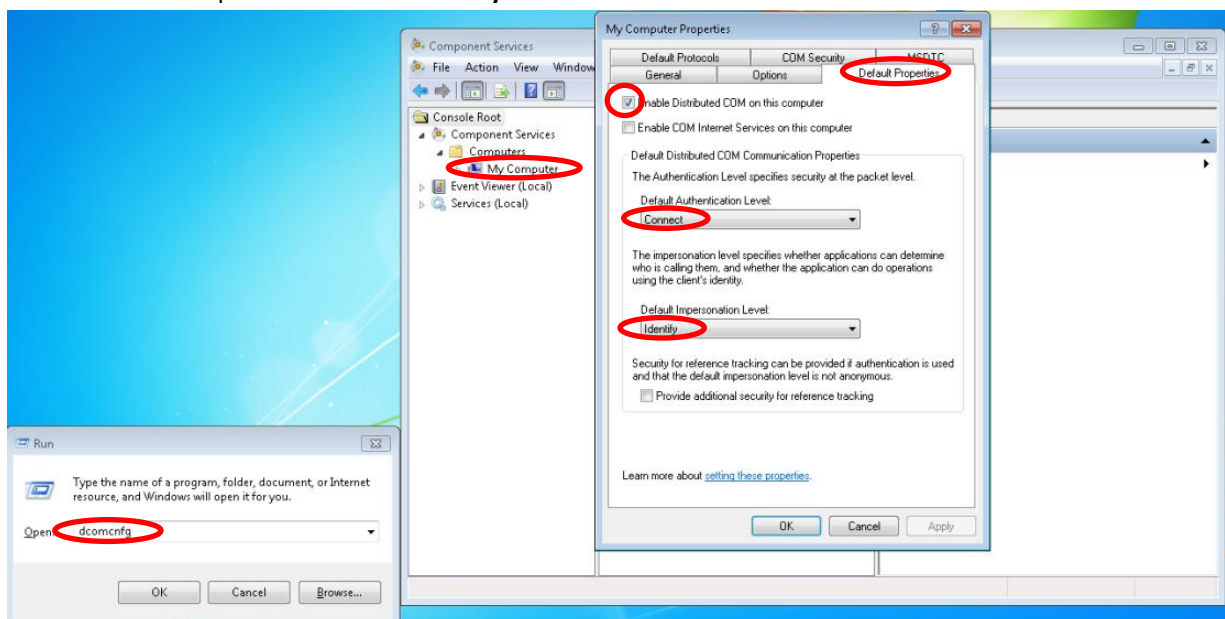 Component Services
File Action View Window
Console Root
Component Services
Computers
My Computer
Event Viewer (Local)
Services (Local)
My Computer Properties
Default Protocols COM Security MSDTC
General Options Default Properties
Enable Distributed COM on this computer
Enable COM Internet Services on this computer
Default Distributed COM Communication Properties
The Authentication Level specifies security at the packet level.
Default Authentication Level:
Connect
The impersonation level specifies whether applications can determine
who is calling them, and whether the application can do operations
using the client's identity.
Default Impersonation Level:
Identify
Security for reference tracking can be provided if authentication is used
and that the default impersonation level is not anonymous.
Provide additional security for reference tracking
Learn more about setting these properties.
OK Cancel Apply
Run
Type the name of a program, folder, document, or Internet
resource, and Windows will open it for you.
Open: dcomcnfg
OK Cancel Browse...